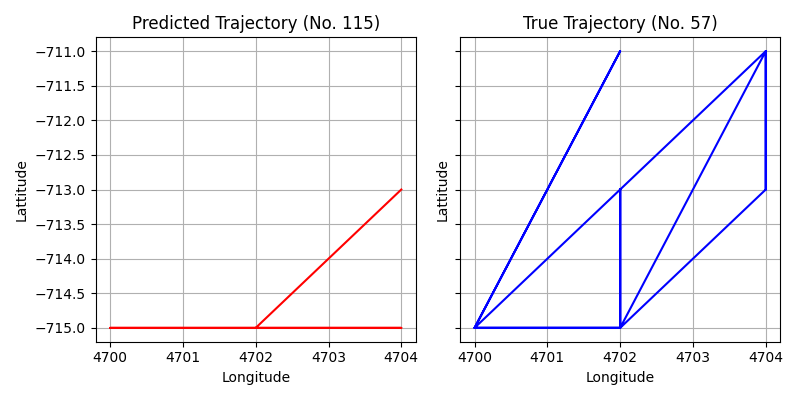 Predicted Trajectory (No. 115)
True Trajectory (No. 57)
−711.0
−711.5
−712.0
−712.5
−713.0
−713.5
−714.0
−714.5
−715.0
Lattitude
Lattitude
4700 4701 4702 4703 4704
4700 4701 4702 4703 4704
Longitude
Longitude